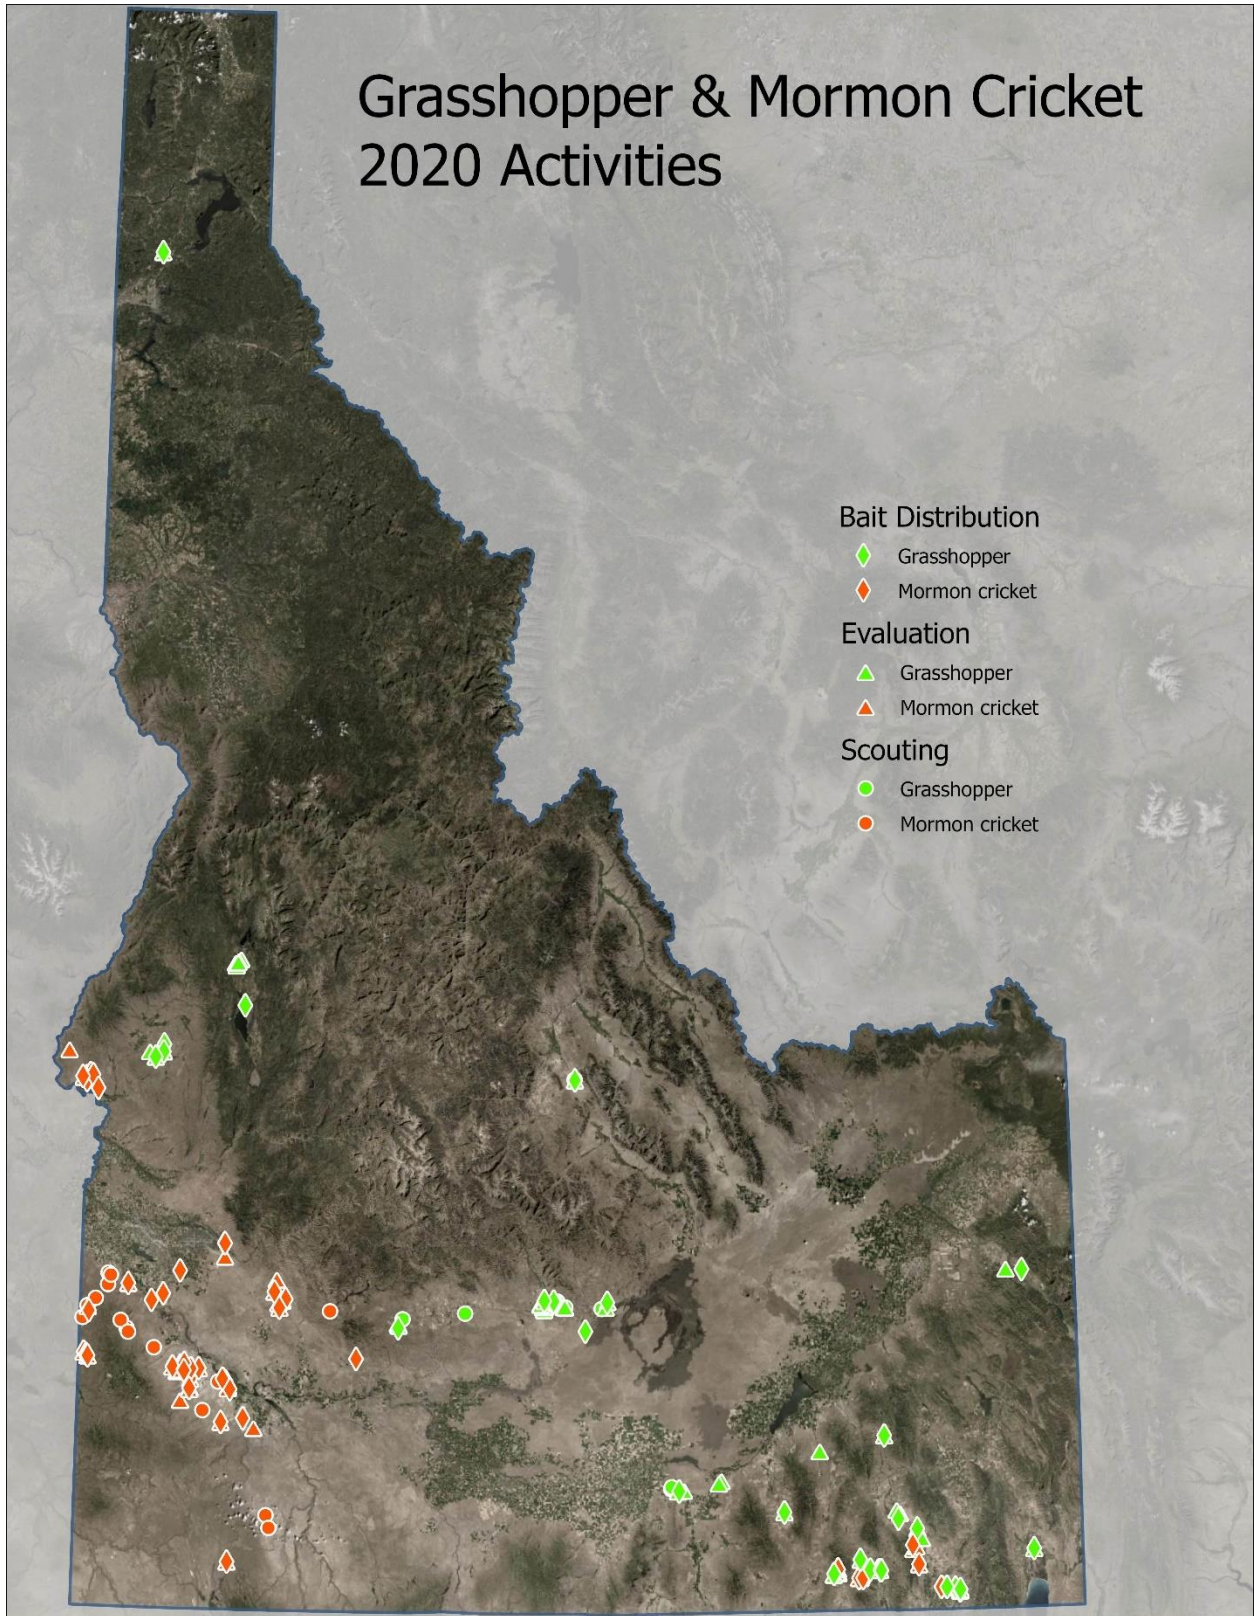 Grasshopper & Mormon Cricket
2020 Activities
Bait Distribution
Grasshopper
Mormon cricket
Evaluation
Grasshopper
Mormon cricket
Scouting
Grasshopper
Mormon cricket